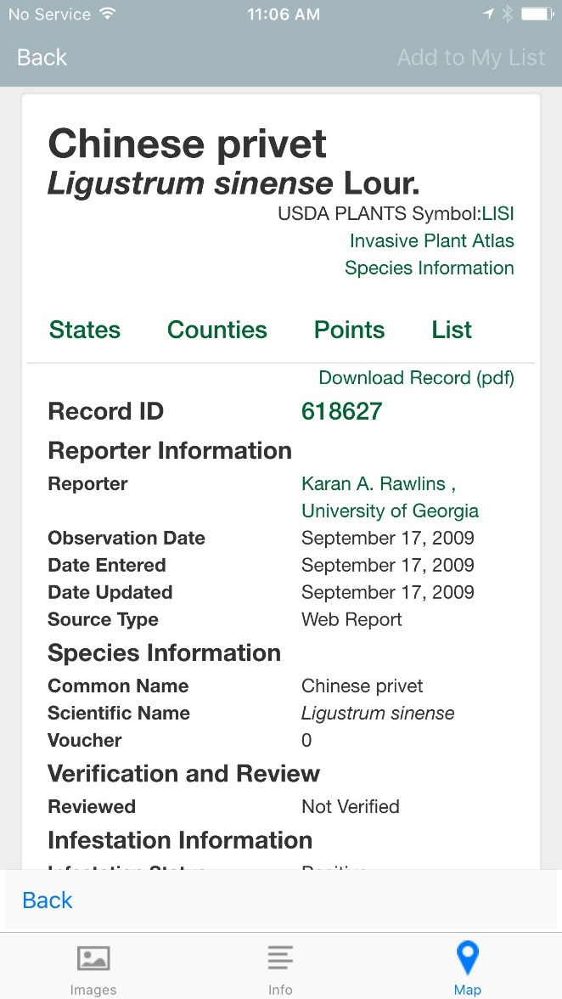 No Service 11:06 AM
Back Add to My List
Chinese privet
Ligustrum sinense Lour.
USDA PLANTS Symbol:LISI
Invasive Plant Atlas
Species Information
States Counties Points List
Download Record (pdf)
Record ID 618627
Reporter Information
Reporter Karan A. Rawlins ,
University of Georgia
Observation Date September 17, 2009
Date Entered September 17, 2009
Date Updated September 17, 2009
Source Type Web Report
Species Information
Common Name Chinese privet
Scientific Name Ligustrum sinense
Voucher 0
Verification and Review
Reviewed Not Verified
Infestation Information
Infestation Status Positive
Back
Images Info Map